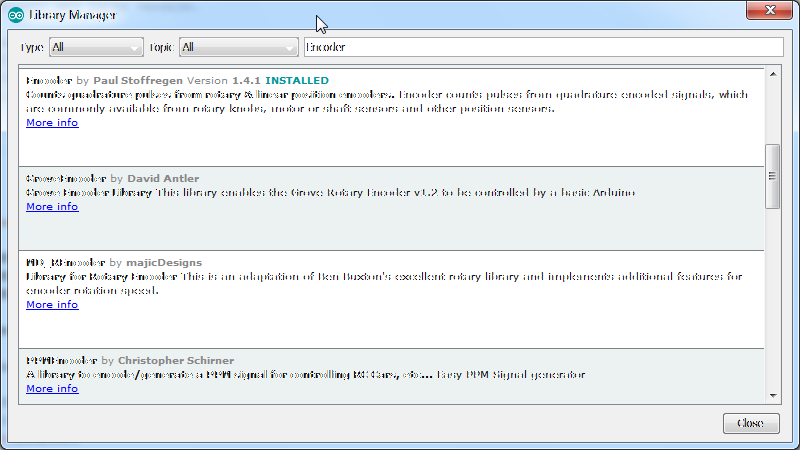 Library Manager
Type All Topic All Encoder
Encoder by Paul Stoffregen Version 1.4.1 INSTALLED
Counts quadrature pulses from rotary & linear position encoders. Encoder counts pulses from quadrature encoded signals, which
are commonly available from rotary knobs, motor or shaft sensors and other position sensors.
More info
GroveEncoder by David Antler
Grove Encoder Library This library enables the Grove Rotary Encoder v1.2 to be controlled by a basic Arduino
More info
MD_REncoder by majicDesigns
Library for Rotary Encoder This is an adaptation of Ben Buxton's excellent rotary library and implements additional features for
encoder rotation speed.
More info
PPMEncoder by Christopher Schirner
A library to encode/generate a PPM signal for controlling RC Cars, etc... Easy PPM Signal generator
More info
Close